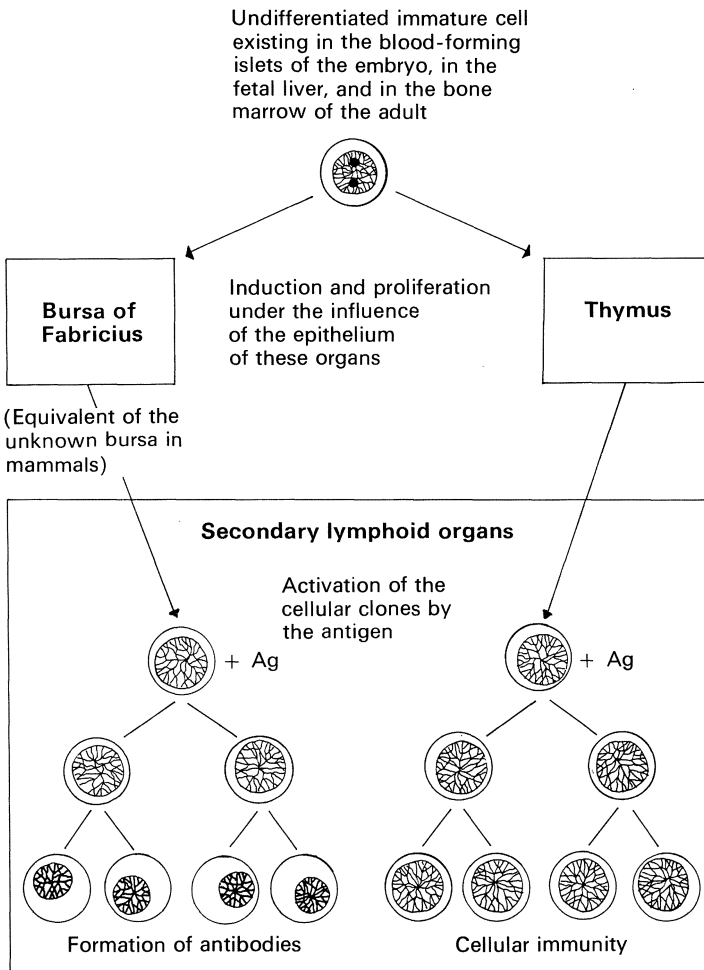 Undifferentiated immature cell
existing in the blood-forming
islets of the embryo, in the
fetal liver, and in the bone
marrow of the adult
Bursa of
Fabricius
Induction and proliferation
under the influence
of the epithelium
of these organs
Thymus
(Equivalent of the
unknown bursa in
mammals)
Secondary lymphoid organs
Activation of the
cellular clones by
the antigen
+ Ag
+ Ag
Formation of antibodies
Cellular immunity